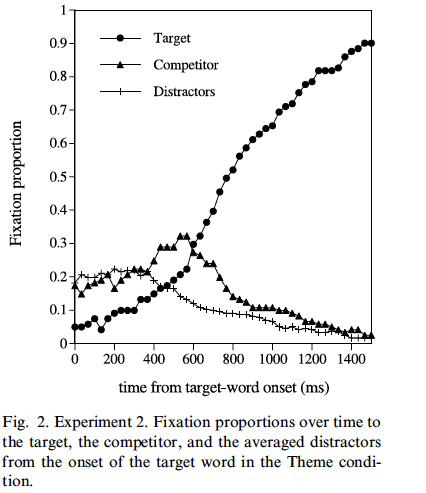 1
0.9
0.8
0.7
0.6
0.5
0.4
0.3
0.2
0.1
0
Target
Competitor
Distractors
Fixation proportion
0 200 400 600 800 1000 1200 1400
time from target-word onset (ms)
Fig. 2. Experiment 2. Fixation proportions over time to
the target, the competitor, and the averaged distractors
from the onset of the target word in the Theme condi-
tion.